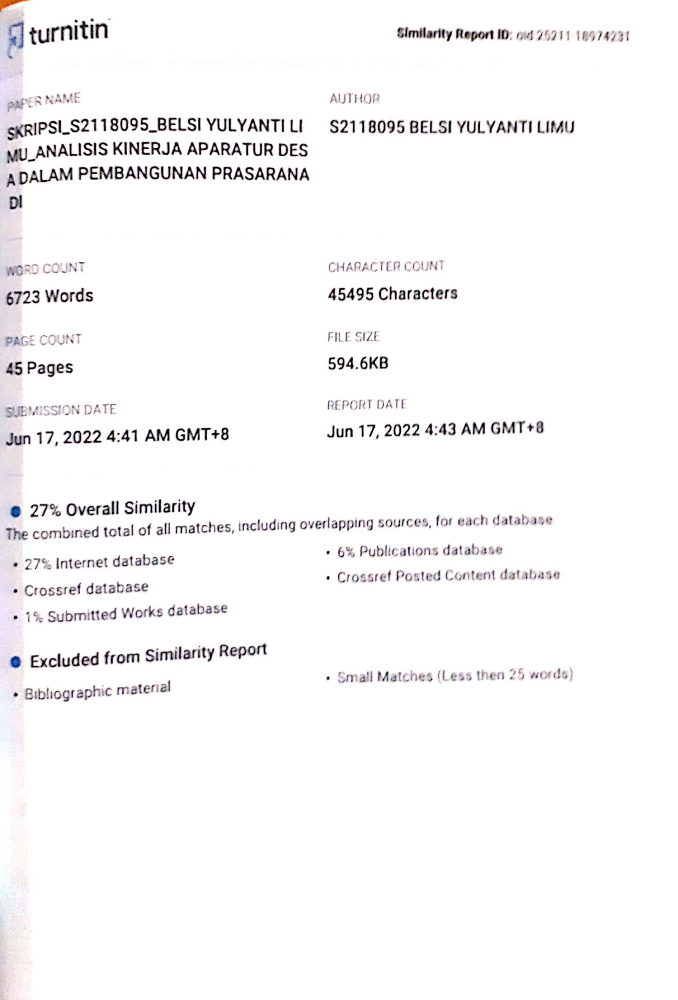 turnitin
Similarity Report ID: oid:25211:18974231
PAPER NAME
SKRIPSI_S2118095_BELSI YULYANTI LI
MU_ANALISIS KINERJA APARATUR DES
A DALAM PEMBANGUNAN PRASARANA
DI
AUTHOR
S2118095 BELSI YULYANTI LIMU
WORD COUNT
6723 Words
CHARACTER COUNT
45495 Characters
PAGE COUNT
45 Pages
FILE SIZE
594.6KB
SUBMISSION DATE
Jun 17, 2022 4:41 AM GMT+8
REPORT DATE
Jun 17, 2022 4:43 AM GMT+8
● 27% Overall Similarity
The combined total of all matches, including overlapping sources, for each database
• 27% Internet database
• 6% Publications database
• Crossref database
• Crossref Posted Content database
• 1% Submitted Works database
● Excluded from Similarity Report
• Bibliographic material
• Small Matches (Less then 25 words)